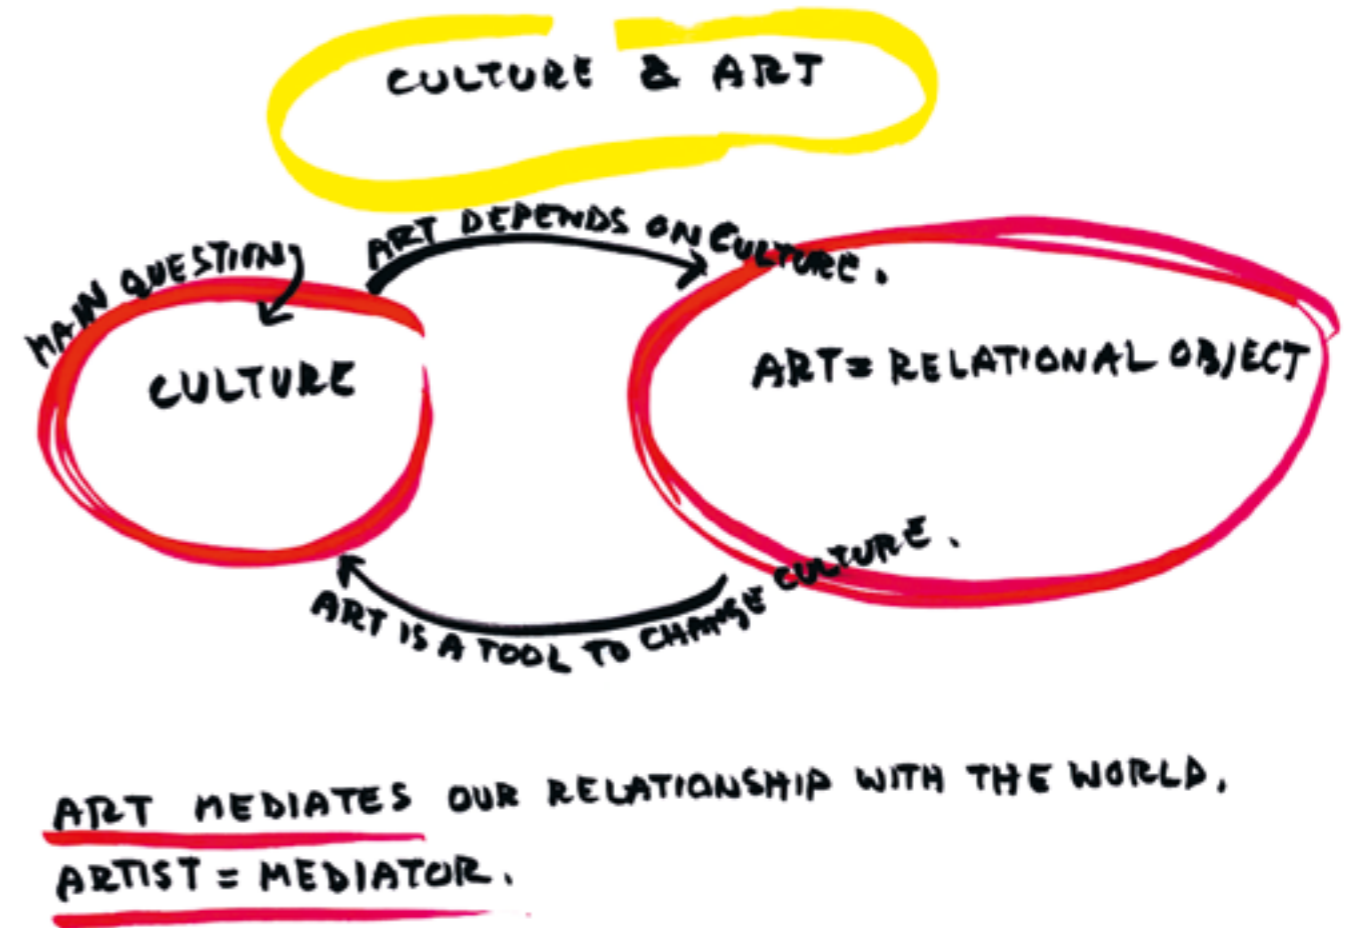 CULTURE & ART
ART DEPENDS ON CULTURE.
MAIN QUESTION
CULTURE
ART = RELATIONAL OBJECT
ART IS A TOOL TO CHANGE CULTURE.
ART MEDIATES OUR RELATIONSHIP WITH THE WORLD.
ARTIST = MEDIATOR.